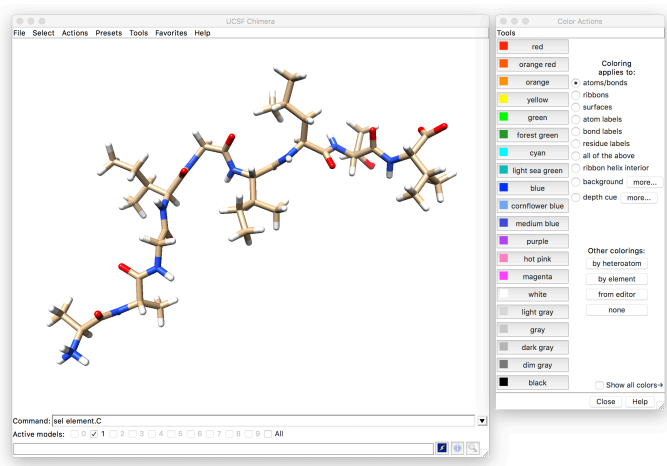 UCSF Chimera
File Select Actions Presets Tools Favorites Help
Command: sel element.C
Active models: 0 1 2 3 4 5 6 7 8 9 All
Color Actions
Tools
red
orange red
orange
yellow
green
forest green
cyan
light sea green
blue
cornflower blue
medium blue
purple
hot pink
magenta
white
light gray
gray
dark gray
dim gray
black
Coloring
applies to:
atoms/bonds
ribbons
surfaces
atom labels
bond labels
residue labels
all of the above
ribbon helix interior
background more...
depth cue more...
Other colorings:
by heteroatom
by element
from editor
none
Show all colors→
Close Help